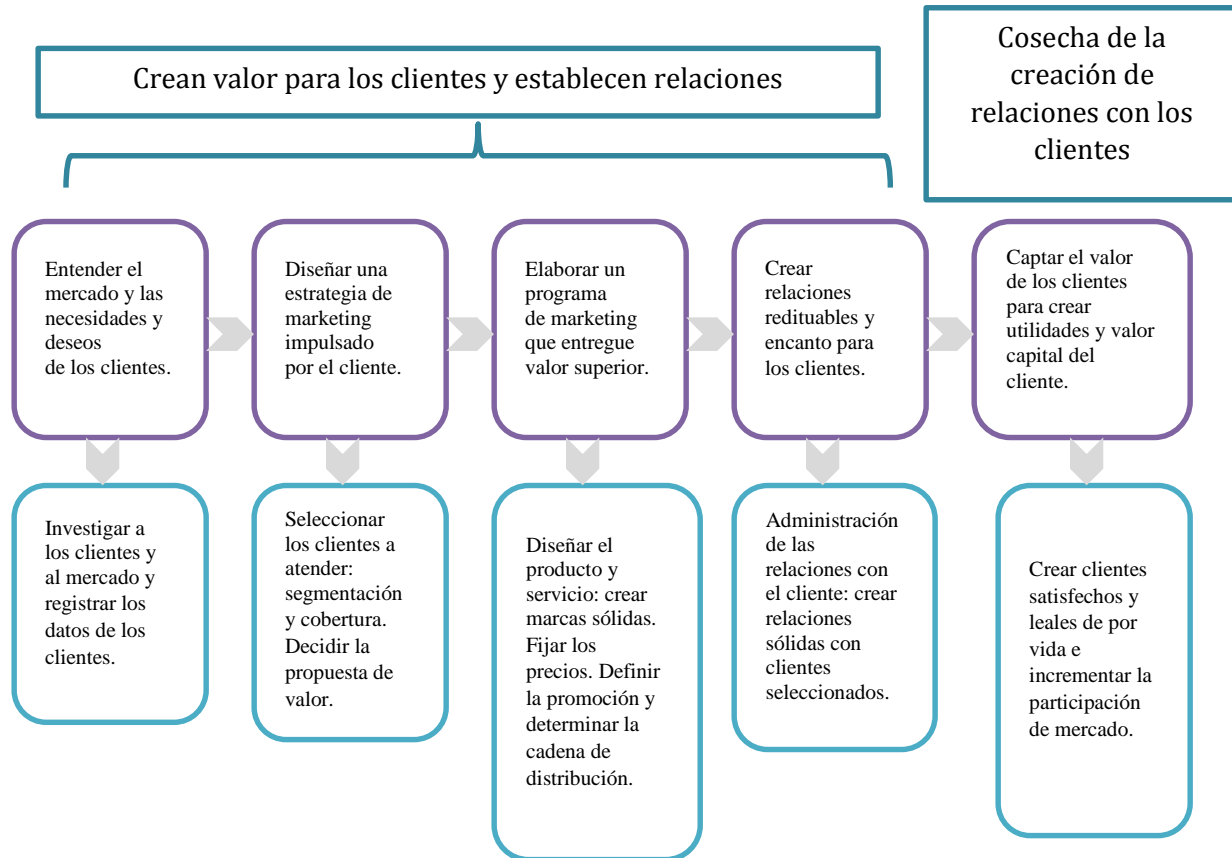 Crean valor para los clientes y establecen relaciones
Cosecha de la
creación de
relaciones con los
clientes
Entender el
mercado y las
necesidades y
deseos
de los clientes.
Diseñar una
estrategia de
marketing
impulsado
por el cliente.
Elaborar un
programa
de marketing
que entregue
valor superior.
Crear
relaciones
redituables y
encanto para
los clientes.
Captar el valor
de los clientes
para crear
utilidades y valor
capital del
cliente.
Investigar a
los clientes y
al mercado y
registrar los
datos de los
clientes.
Seleccionar
los clientes a
atender:
segmentación
y cobertura.
Decidir la
propuesta de
valor.
Diseñar el
producto y
servicio: crear
marcas sólidas.
Fijar los
precios. Definir
la promoción y
determinar la
cadena de
distribución.
Administración
de las
relaciones con
el cliente: crear
relaciones
sólidas con
clientes
seleccionados.
Crear clientes
satisfechos y
leales de por
vida e
incrementar la
participación
de mercado.